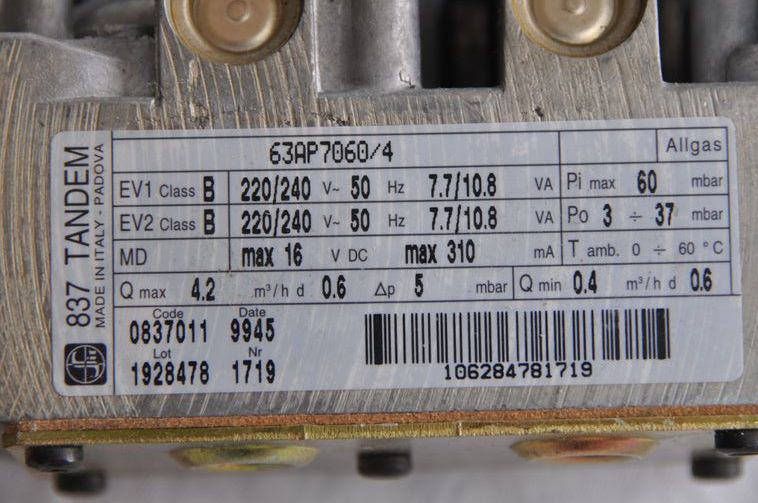 837 TANDEM
MADE IN ITALY - PADOVA
63AP7060/4 Allgas
EV1 Class B 220/240 V~ 50 Hz 7.7/10.8 VA Pi max 60 mbar
EV2 Class B 220/240 V~ 50 Hz 7.7/10.8 VA Po 3 ÷ 37 mbar
MD max 16 V DC max 310 mA T amb. 0 ÷ 60 °C
Q max 4.2 m³/h d 0.6 Δp 5 mbar Q min 0.4 m³/h d 0.6
Code Date
0837011 9945
Lot Nr
1928478 1719
106284781719